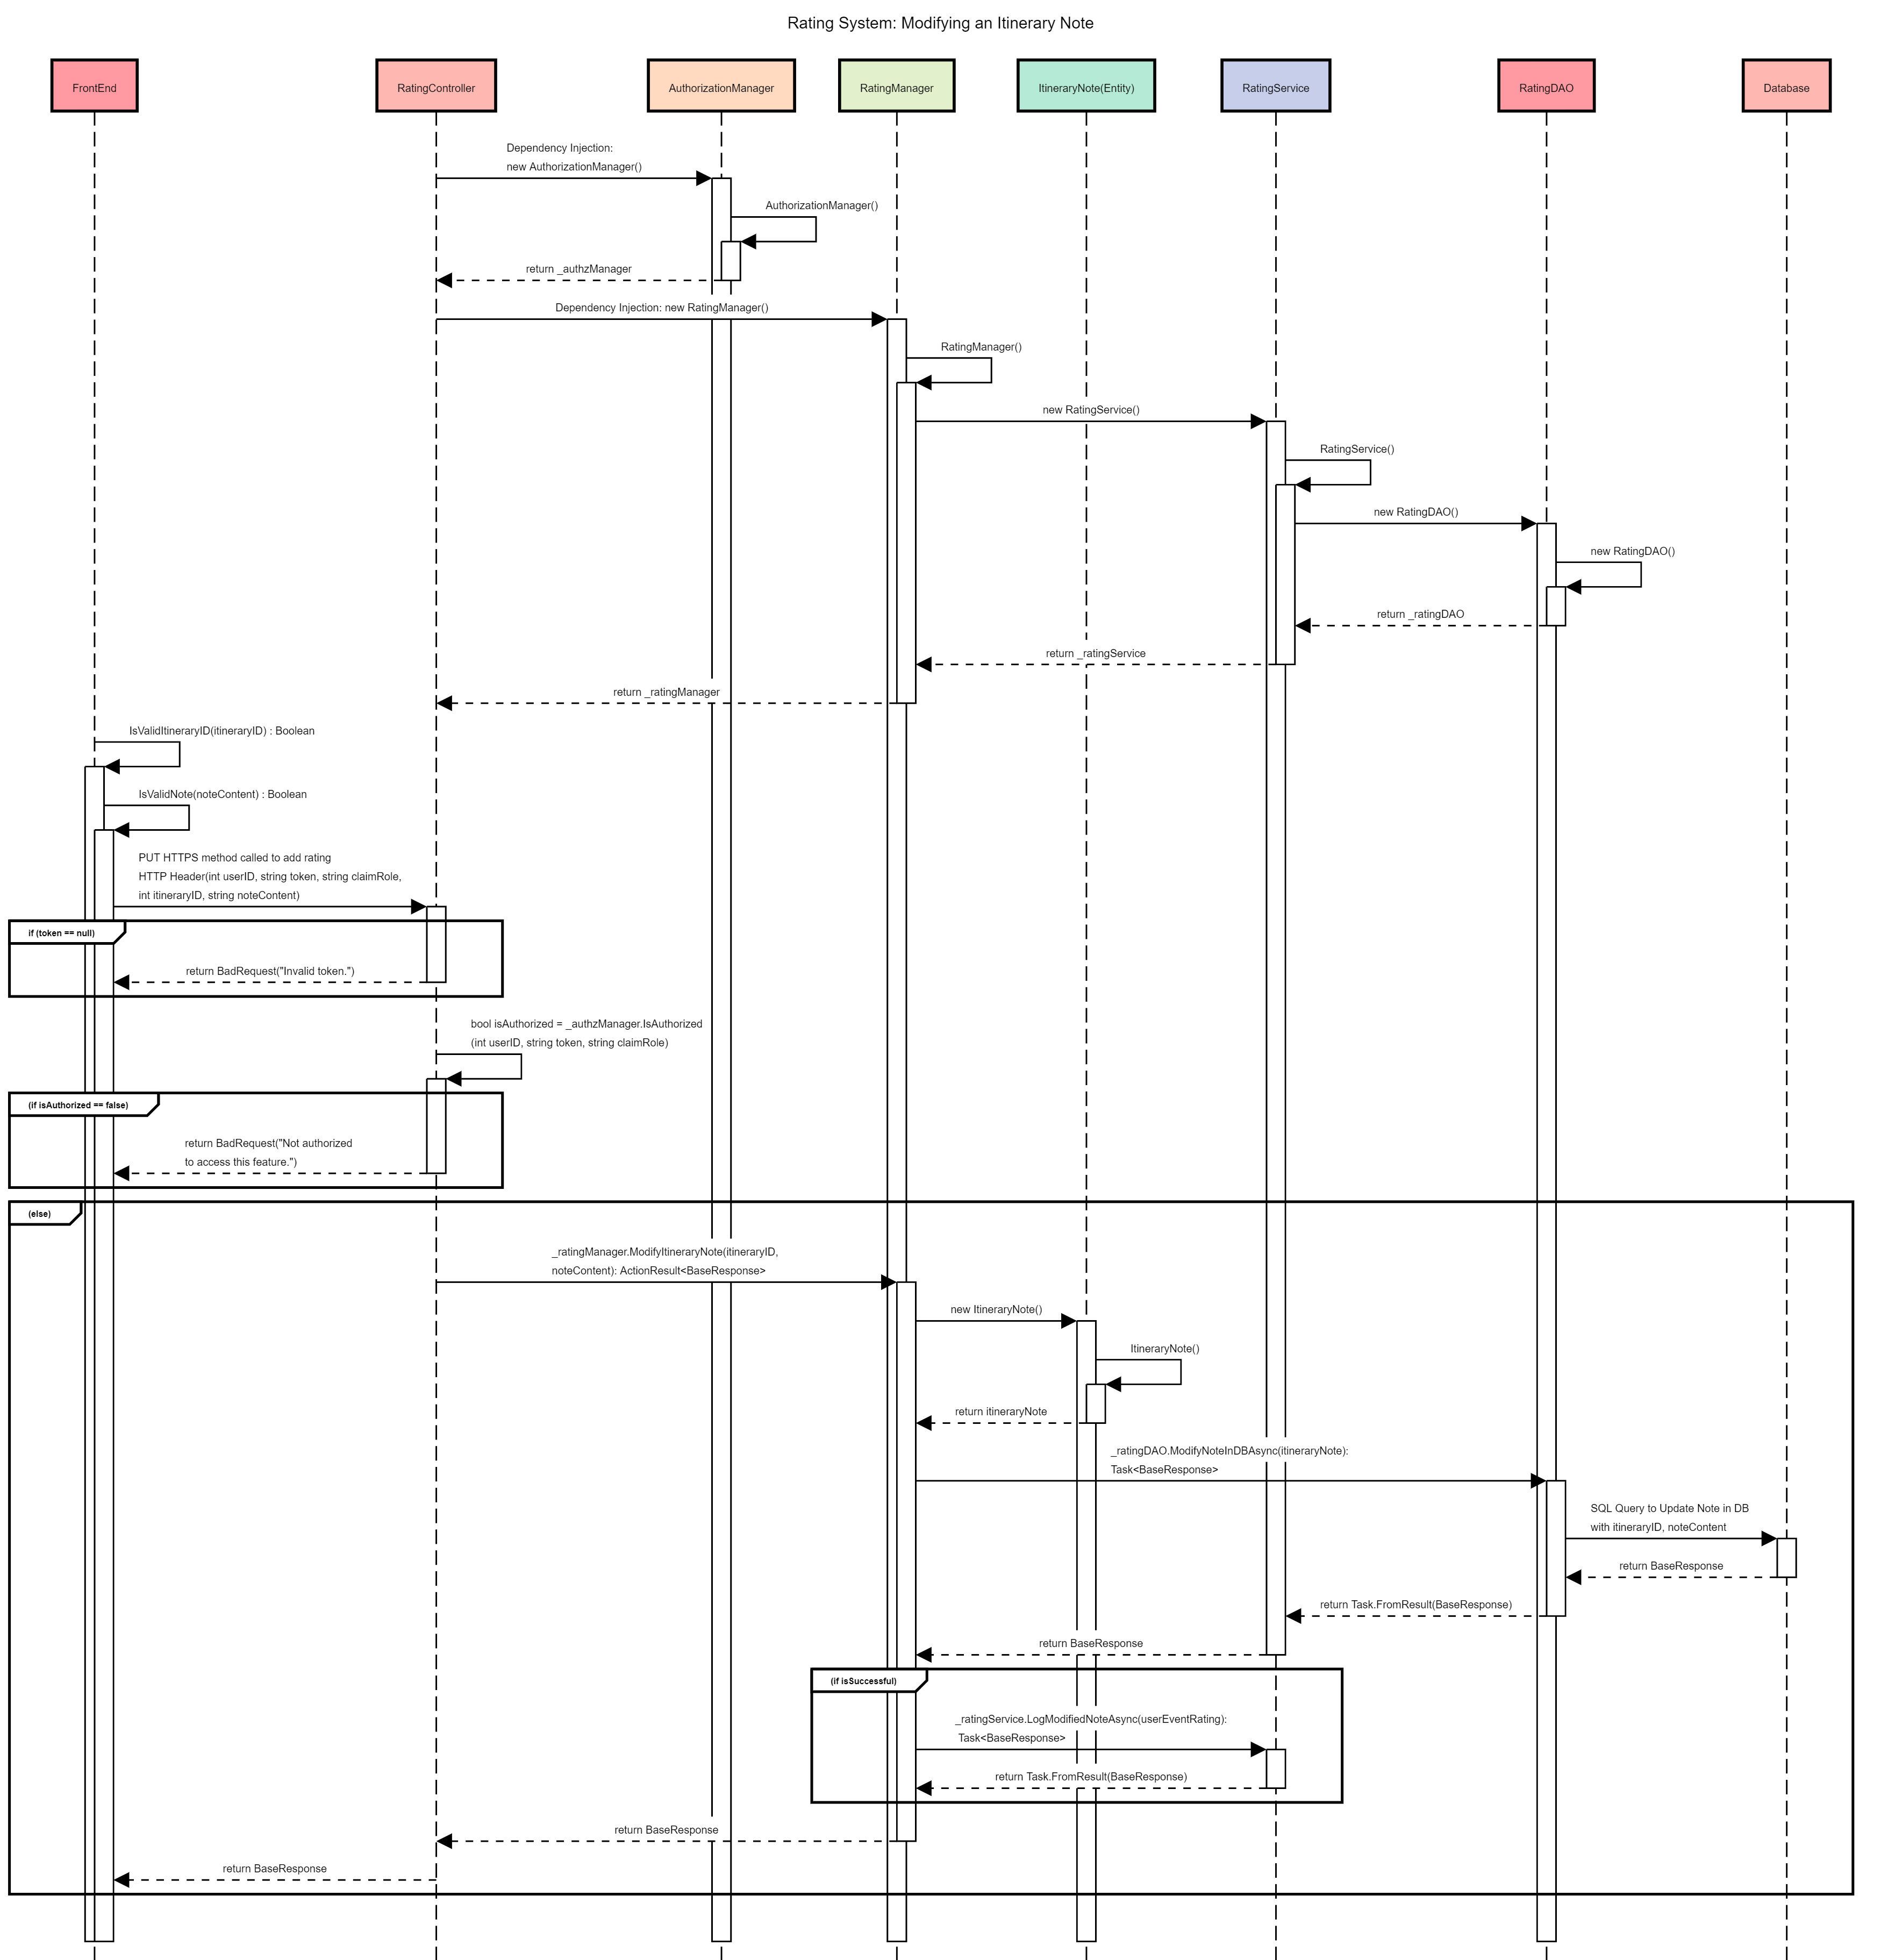 Rating System: Modifying an Itinerary Note
FrontEnd
RatingController
AuthorizationManager
RatingManager
ItineraryNote(Entity)
RatingService
RatingDAO
Database
Dependency Injection:
new AuthorizationManager()
AuthorizationManager()
return _authzManager
Dependency Injection: new RatingManager()
RatingManager()
new RatingService()
RatingService()
new RatingDAO()
new RatingDAO()
return _ratingDAO
return _ratingService
return _ratingManager
IsValidItineraryID(itineraryID) : Boolean
IsValidNote(noteContent) : Boolean
PUT HTTPS method called to add rating
HTTP Header(int userID, string token, string claimRole,
int itineraryID, string noteContent)
if (token == null)
return BadRequest("Invalid token.")
bool isAuthorized = _authzManager.IsAuthorized
(int userID, string token, string claimRole)
(if isAuthorized == false)
return BadRequest("Not authorized
to access this feature.")
(else)
_ratingManager.ModifyItineraryNote(itineraryID,
noteContent): ActionResult<BaseResponse>
new ItineraryNote()
ItineraryNote()
return itineraryNote
_ratingDAO.ModifyNoteInDBAsync(itineraryNote):
Task<BaseResponse>
SQL Query to Update Note in DB
with itineraryID, noteContent
return BaseResponse
return Task.FromResult(BaseResponse)
return BaseResponse
(if isSuccessful)
_ratingService.LogModifiedNoteAsync(userEventRating):
Task<BaseResponse>
return Task.FromResult(BaseResponse)
return BaseResponse
return BaseResponse